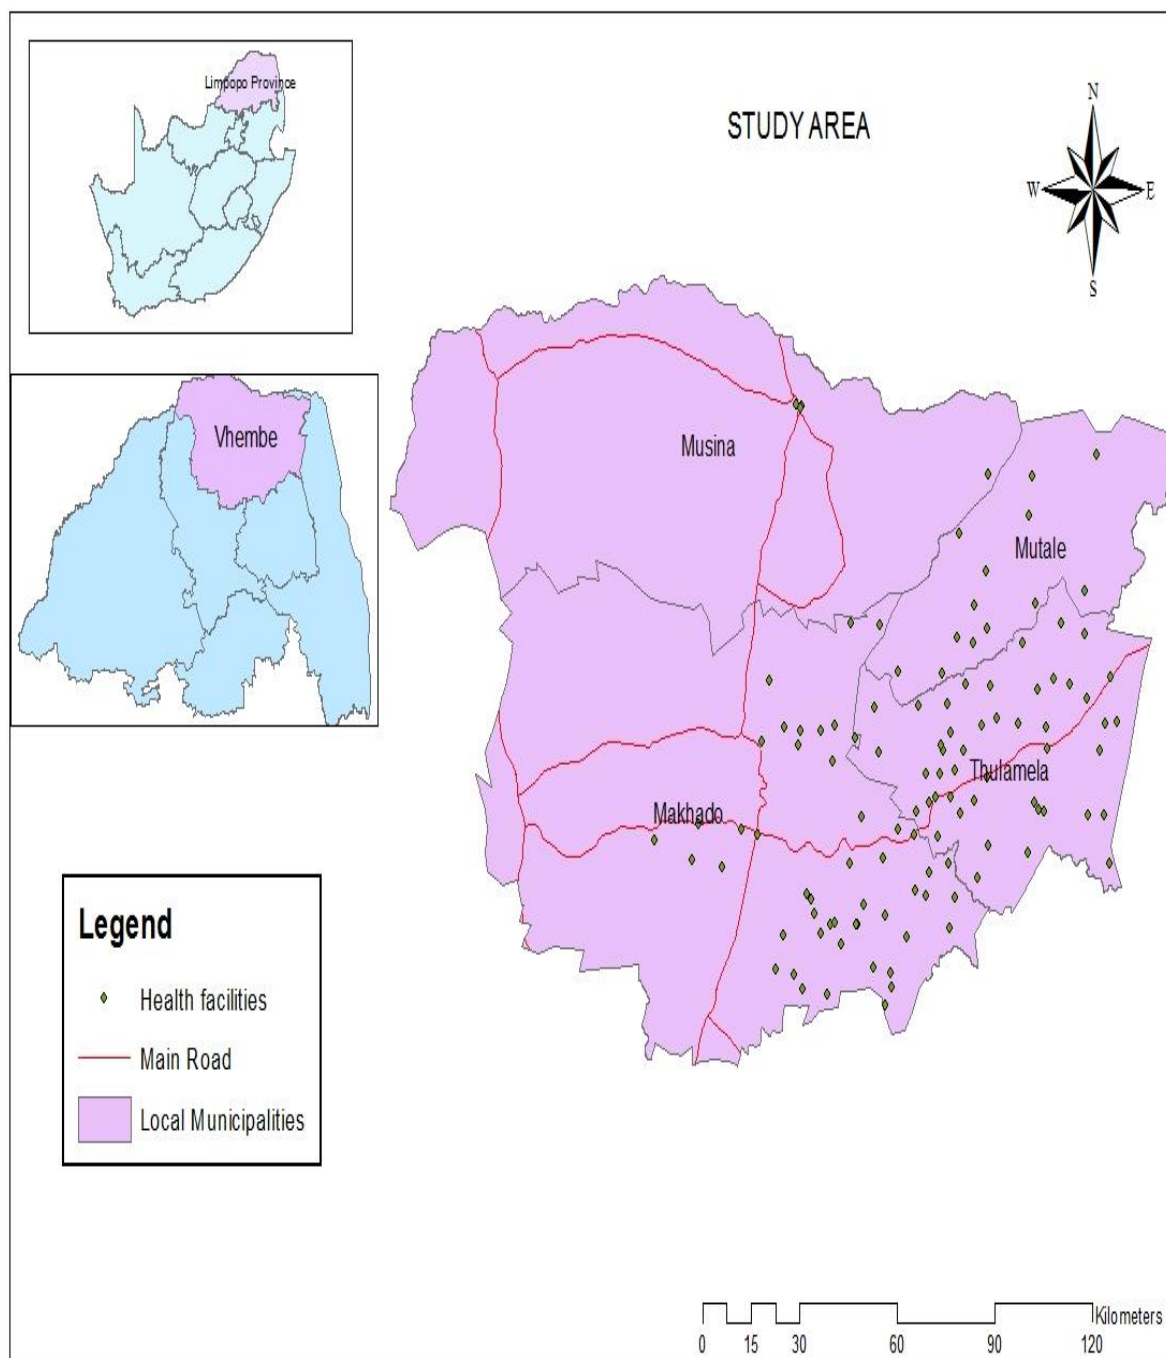 Limpopo Province
STUDY AREA
N
W
E
S
Vhembe
Musina
Mutale
Thulamela
Makhado
Legend
Health facilities
Main Road
Local Municipalities
Kilometers
0 15 30 60 90 120